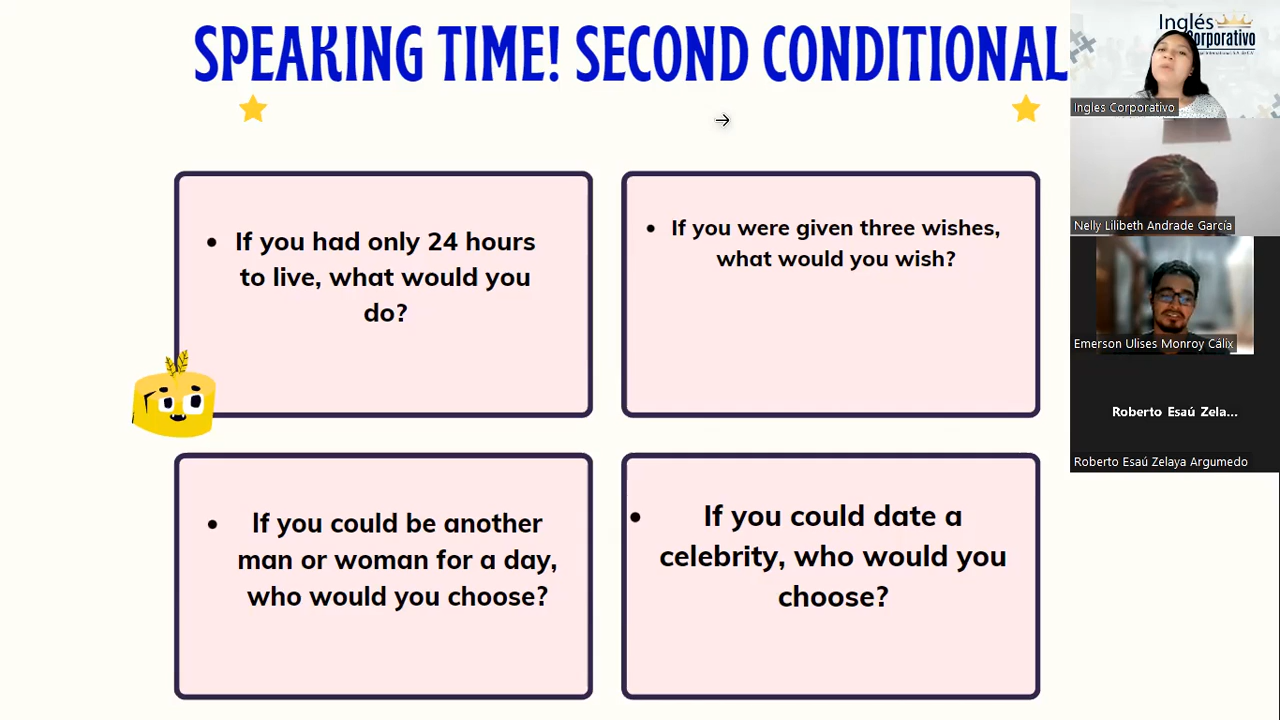 SPEAKING TIME! SECOND CONDITIONAL
• If you had only 24 hours
to live, what would you
do?
• If you were given three wishes,
what would you wish?
• If you could be another
man or woman for a day,
who would you choose?
• If you could date a
celebrity, who would you
choose?
Inglés
Corporativo
Ingles Corporativo
Nelly Lilibeth Andrade García
Emerson Ulises Monroy Cálix
Roberto Esaú Zela...
Roberto Esaú Zelaya Argumedo